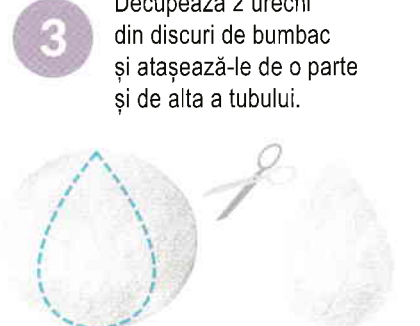 3
Decupează 2 urechi
din discuri de bumbac
și atașează-le de o parte
și de alta a tubului.